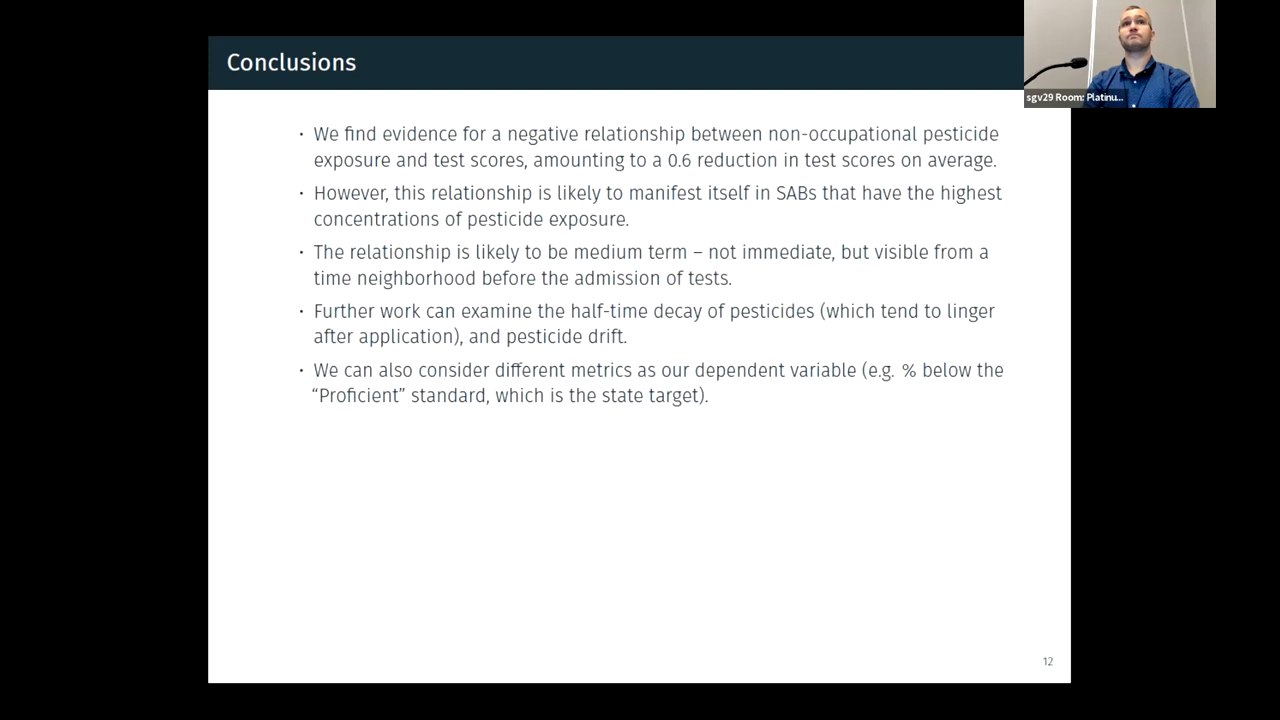 Conclusions
sgv29 Room: Platinu...
• We find evidence for a negative relationship between non-occupational pesticide
exposure and test scores, amounting to a 0.6 reduction in test scores on average.
• However, this relationship is likely to manifest itself in SABs that have the highest
concentrations of pesticide exposure.
• The relationship is likely to be medium term – not immediate, but visible from a
time neighborhood before the admission of tests.
• Further work can examine the half-time decay of pesticides (which tend to linger
after application), and pesticide drift.
• We can also consider different metrics as our dependent variable (e.g. % below the
“Proficient” standard, which is the state target).
12